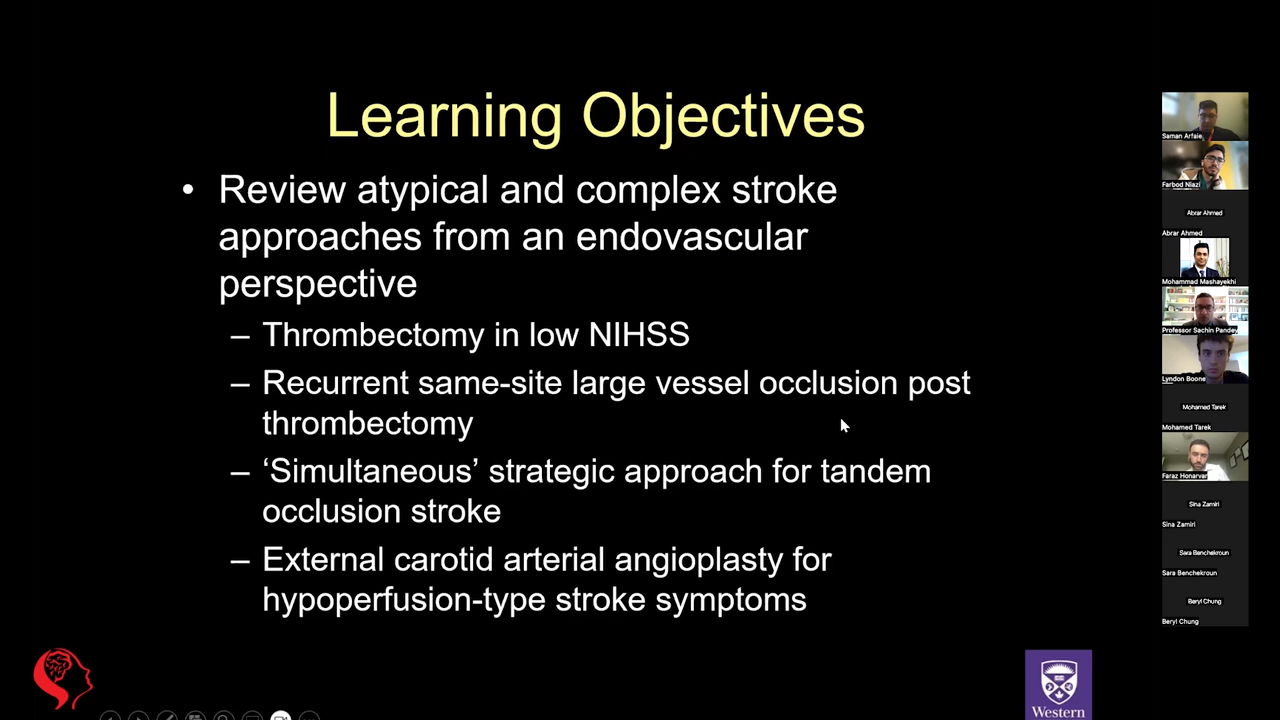 Learning Objectives
• Review atypical and complex stroke
approaches from an endovascular
perspective
– Thrombectomy in low NIHSS
– Recurrent same-site large vessel occlusion post
thrombectomy
– ‘Simultaneous’ strategic approach for tandem
occlusion stroke
– External carotid arterial angioplasty for
hypoperfusion-type stroke symptoms
Western
Saman Arfaie
Farbod Niazi
Abrar Ahmed
Abrar Ahmed
Mohammad Mashayekhi
Professor Sachin Pandey
Lyndon Boone
Mohamed Tarek
Mohamed Tarek
Faraz Honarvar
Sina Zamiri
Sina Zamiri
Sara Benchekroun
Sara Benchekroun
Beryl Chung
Beryl Chung